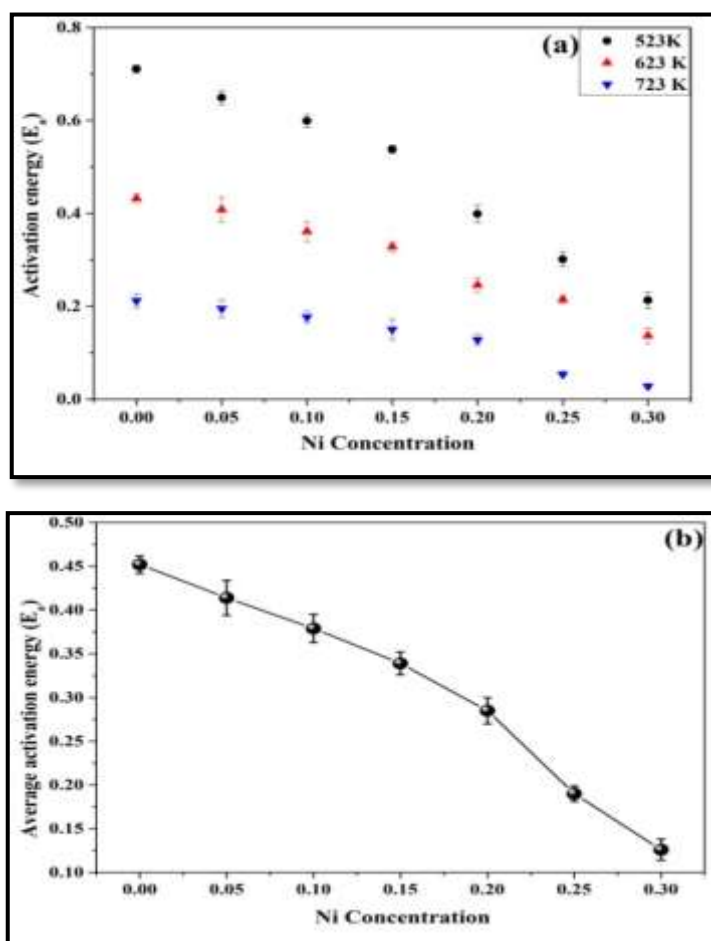 (a)
523K
623 K
723 K
0.8
0.6
0.4
0.2
0.0
Activation energy (Ea)
0.00 0.05 0.10 0.15 0.20 0.25 0.30
Ni Concentration
(b)
0.50
0.45
0.40
0.35
0.30
0.25
0.20
0.15
0.10
Average activation energy (Ea)
0.00 0.05 0.10 0.15 0.20 0.25 0.30
Ni Concentration